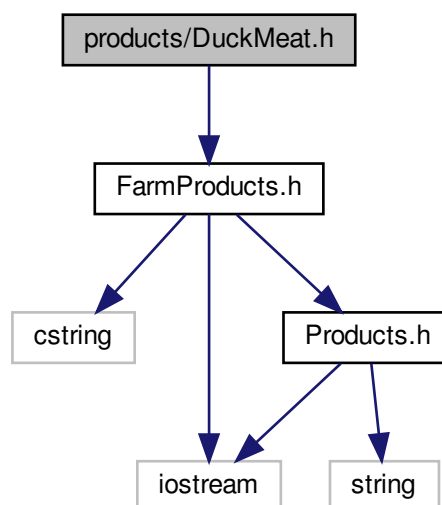 products/DuckMeat.h
FarmProducts.h
cstring
Products.h
iostream
string